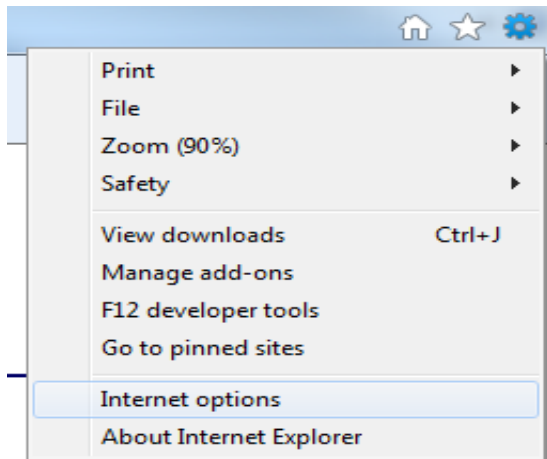 Print
File
Zoom (90%)
Safety
View downloads Ctrl+J
Manage add-ons
F12 developer tools
Go to pinned sites
Internet options
About Internet Explorer